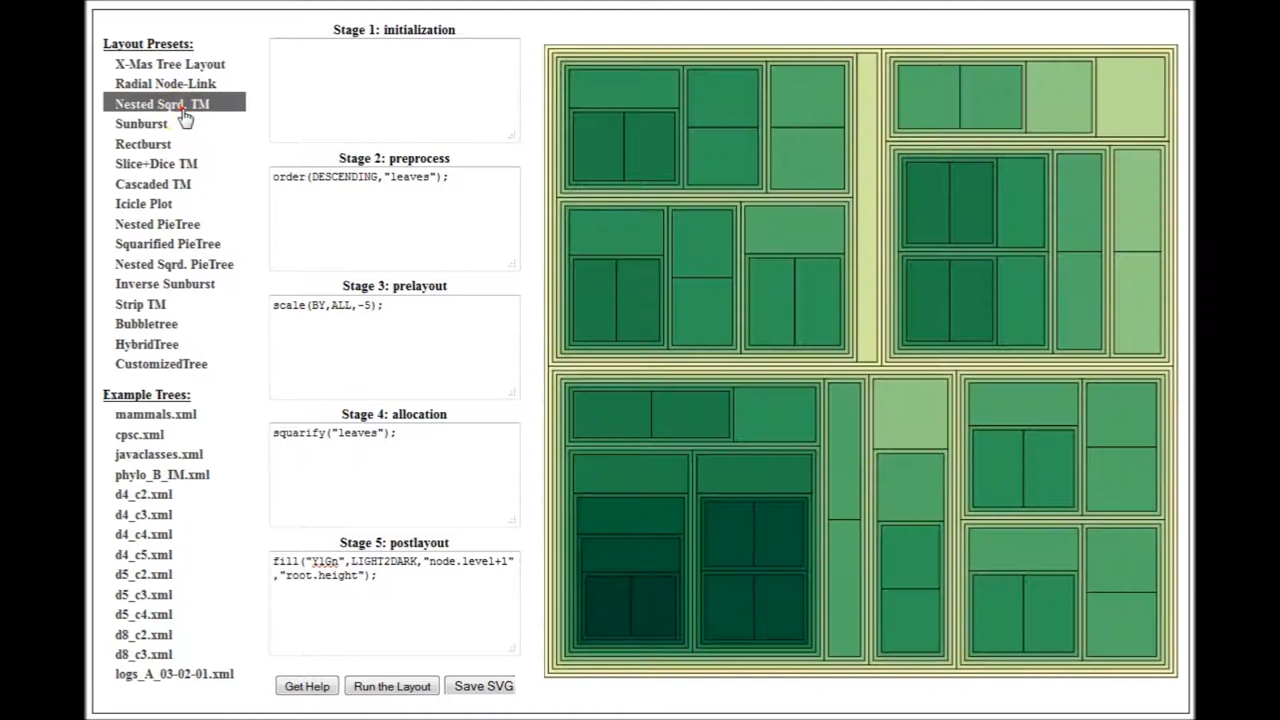 Layout Presets:
X-Mas Tree Layout
Radial Node-Link
Nested Sqrd. TM
Sunburst
Rectburst
Slice+Dice TM
Cascaded TM
Icicle Plot
Nested PieTree
Squarified PieTree
Nested Sqrd. PieTree
Inverse Sunburst
Strip TM
Bubbletree
HybridTree
CustomizedTree
Example Trees:
mammals.xml
cpsc.xml
javaclasses.xml
phylo_B_IM.xml
d4_c2.xml
d4_c3.xml
d4_c4.xml
d4_c5.xml
d5_c2.xml
d5_c3.xml
d5_c4.xml
d8_c2.xml
d8_c3.xml
logs_A_03-02-01.xml
Stage 1: initialization
Stage 2: preprocess
order(DESCENDING,"leaves");
Stage 3: prelayout
scale(BY,ALL,-5);
Stage 4: allocation
squarify("leaves");
Stage 5: postlayout
fill("YlGn",LIGHT2DARK,"node.level+1"
,"root.height");
Get Help
Run the Layout
Save SVG